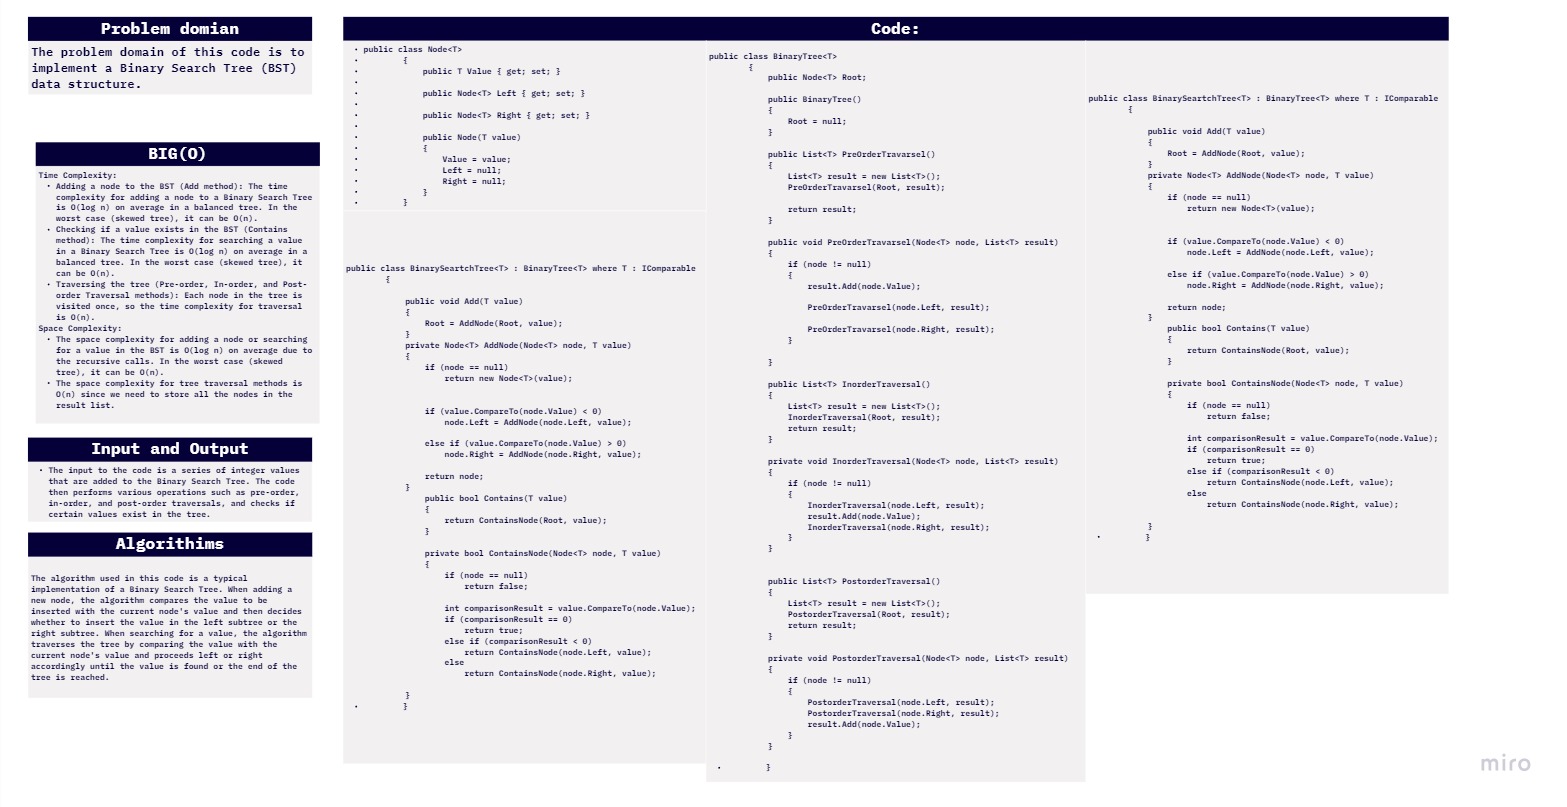 Problem domian
The problem domain of this code is to
implement a Binary Search Tree (BST)
data structure.
BIG(O)
Time Complexity:
• Adding a node to the BST (Add method): The time
complexity for adding a node to a Binary Search Tree
is O(log n) on average in a balanced tree. In the
worst case (skewed tree), it can be O(n).
• Checking if a value exists in the BST (Contains
method): The time complexity for searching a value
in a Binary Search Tree is O(log n) on average in a
balanced tree. In the worst case (skewed tree), it
can be O(n).
• Traversing the tree (Pre-order, In-order, and Post-
order Traversal methods): Each node in the tree is
visited once, so the time complexity for traversal
is O(n).
Space Complexity:
• The space complexity for adding a node or searching
for a value in the BST is O(log n) on average due to
the recursive calls. In the worst case (skewed
tree), it can be O(n).
• The space complexity for tree traversal methods is
O(n) since we need to store all the nodes in the
result list.
Input and Output
• The input to the code is a series of integer values
that are added to the Binary Search Tree. The code
then performs various operations such as pre-order,
in-order, and post-order traversals, and checks if
certain values exist in the tree.
Algorithims
The algorithm used in this code is a typical
implementation of a Binary Search Tree. When adding a
new node, the algorithm compares the value to be
inserted with the current node's value and then decides
whether to insert the value in the left subtree or the
right subtree. When searching for a value, the algorithm
traverses the tree by comparing the value with the
current node's value and proceeds left or right
accordingly until the value is found or the end of the
tree is reached.
Code:
• public class Node<T>
• {
• public T Value { get; set; }
•
• public Node<T> Left { get; set; }
•
• public Node<T> Right { get; set; }
•
• public Node(T value)
• {
• Value = value;
• Left = null;
• Right = null;
• }
• }
public class BinarySeartchTree<T> : BinaryTree<T> where T : IComparable
{
public void Add(T value)
{
Root = AddNode(Root, value);
}
private Node<T> AddNode(Node<T> node, T value)
{
if (node == null)
return new Node<T>(value);
if (value.CompareTo(node.Value) < 0)
node.Left = AddNode(node.Left, value);
else if (value.CompareTo(node.Value) > 0)
node.Right = AddNode(node.Right, value);
return node;
}
public bool Contains(T value)
{
return ContainsNode(Root, value);
}
private bool ContainsNode(Node<T> node, T value)
{
if (node == null)
return false;
int comparisonResult = value.CompareTo(node.Value);
if (comparisonResult == 0)
return true;
else if (comparisonResult < 0)
return ContainsNode(node.Left, value);
else
return ContainsNode(node.Right, value);
}
• }
public class BinaryTree<T>
{
public Node<T> Root;
public BinaryTree()
{
Root = null;
}
public List<T> PreOrderTravarsel()
{
List<T> result = new List<T>();
PreOrderTravarsel(Root, result);
return result;
}
public void PreOrderTravarsel(Node<T> node, List<T> result)
{
if (node != null)
{
result.Add(node.Value);
PreOrderTravarsel(node.Left, result);
PreOrderTravarsel(node.Right, result);
}
}
public List<T> InorderTraversal()
{
List<T> result = new List<T>();
InorderTraversal(Root, result);
return result;
}
private void InorderTraversal(Node<T> node, List<T> result)
{
if (node != null)
{
InorderTraversal(node.Left, result);
result.Add(node.Value);
InorderTraversal(node.Right, result);
}
}
public List<T> PostorderTraversal()
{
List<T> result = new List<T>();
PostorderTraversal(Root, result);
return result;
}
private void PostorderTraversal(Node<T> node, List<T> result)
{
if (node != null)
{
PostorderTraversal(node.Left, result);
PostorderTraversal(node.Right, result);
result.Add(node.Value);
}
}
• }
public class BinarySeartchTree<T> : BinaryTree<T> where T : IComparable
{
public void Add(T value)
{
Root = AddNode(Root, value);
}
private Node<T> AddNode(Node<T> node, T value)
{
if (node == null)
return new Node<T>(value);
if (value.CompareTo(node.Value) < 0)
node.Left = AddNode(node.Left, value);
else if (value.CompareTo(node.Value) > 0)
node.Right = AddNode(node.Right, value);
return node;
}
public bool Contains(T value)
{
return ContainsNode(Root, value);
}
private bool ContainsNode(Node<T> node, T value)
{
if (node == null)
return false;
int comparisonResult = value.CompareTo(node.Value);
if (comparisonResult == 0)
return true;
else if (comparisonResult < 0)
return ContainsNode(node.Left, value);
else
return ContainsNode(node.Right, value);
}
• }
miro